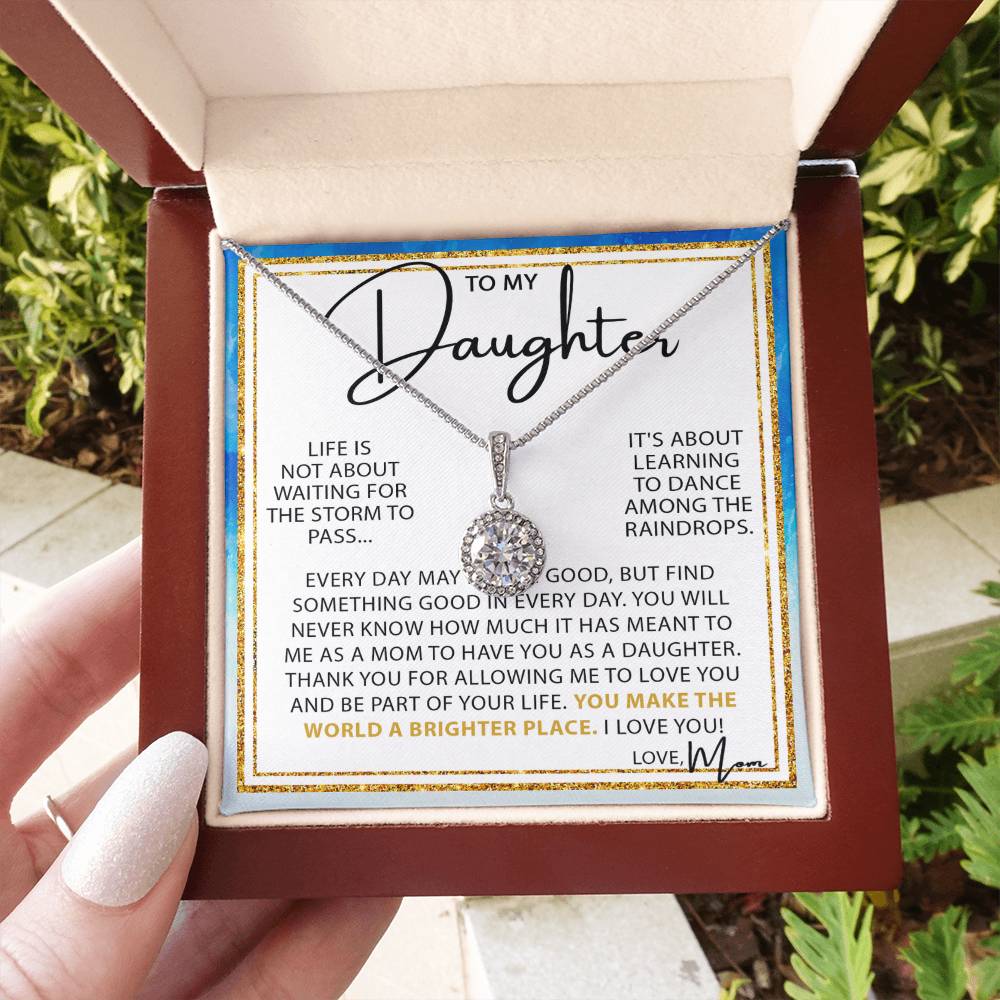 TO MY
Daughter
LIFE IS
NOT ABOUT
WAITING FOR
THE STORM TO
PASS...
IT'S ABOUT
LEARNING
TO DANCE
AMONG THE
RAINDROPS.
EVERY DAY MAY GOOD, BUT FIND
SOMETHING GOOD IN EVERY DAY. YOU WILL
NEVER KNOW HOW MUCH IT HAS MEANT TO
ME AS A MOM TO HAVE YOU AS A DAUGHTER.
THANK YOU FOR ALLOWING ME TO LOVE YOU
AND BE PART OF YOUR LIFE. YOU MAKE THE
WORLD A BRIGHTER PLACE. I LOVE YOU!
LOVE, Mom